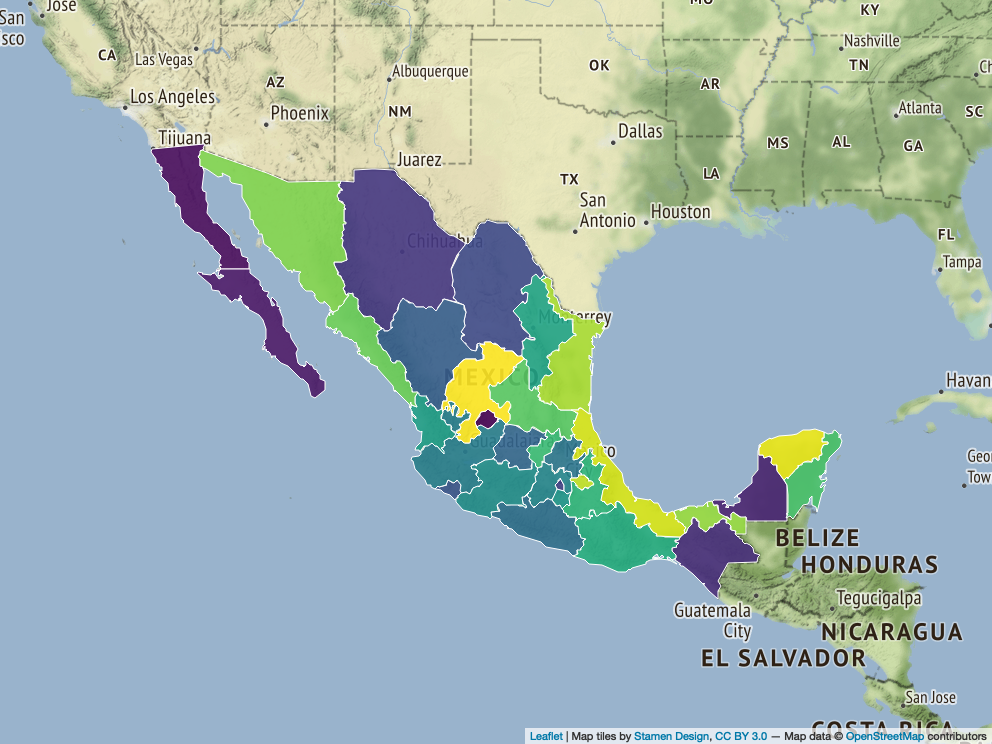 MO
KY
San
sco
Jose
CA
Las Vegas
Nashville
TN
Albuquerque
OK
AZ
AR
Los Angeles
NM
Phoenix
Atlanta
SC
Tijuana
Dallas
MS
AL
GA
Juarez
LA
TX
San
Antonio
Houston
FL
Chihuahua
Tampa
Monterrey
MEXICO
Havan
Guadalaja
Mexico
Geo
Tow
BELIZE
HONDURAS
Guatemala
City
Tegucigalpa
NICARAGUA
EL SALVADOR
San Jose
COSTA RICA
Leaflet | Map tiles by Stamen Design, CC BY 3.0 — Map data © OpenStreetMap contributors